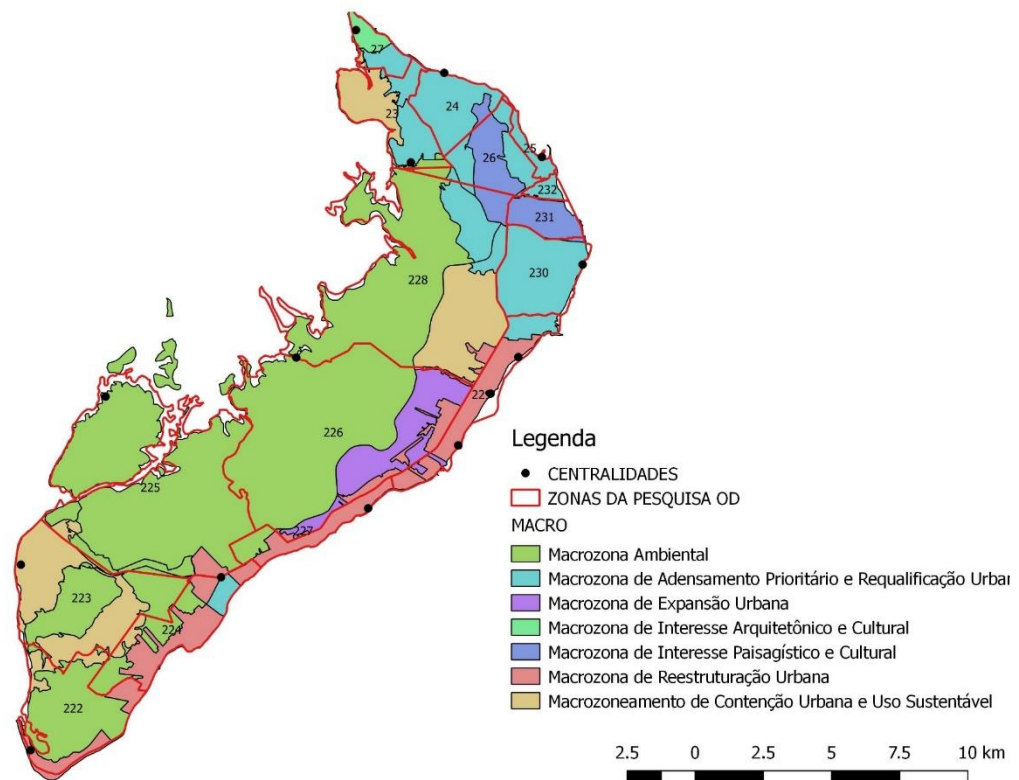 27
24
23
25
26
232
231
230
228
229
226
225
227
223
224
222
Legenda
CENTRALIDADES
ZONAS DA PESQUISA OD
MACRO
Macrozona Ambiental
Macrozona de Adensamento Prioritário e Requalificação Urban
Macrozona de Expansão Urbana
Macrozona de Interesse Arquitetônico e Cultural
Macrozona de Interesse Paisagístico e Cultural
Macrozona de Reestruturação Urbana
Macrozoneamento de Contenção Urbana e Uso Sustentável
2.5 0 2.5 5 7.5 10 km